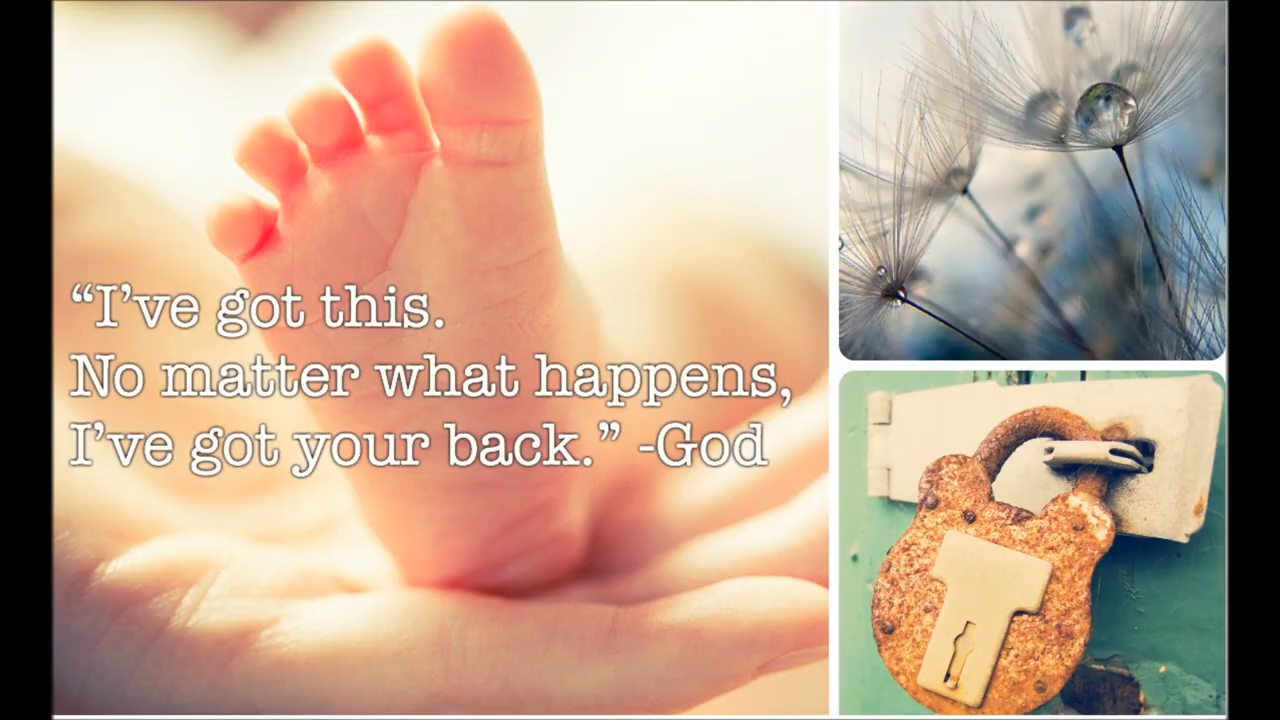 “I’ve got this.
No matter what happens,
I’ve got your back.” -God